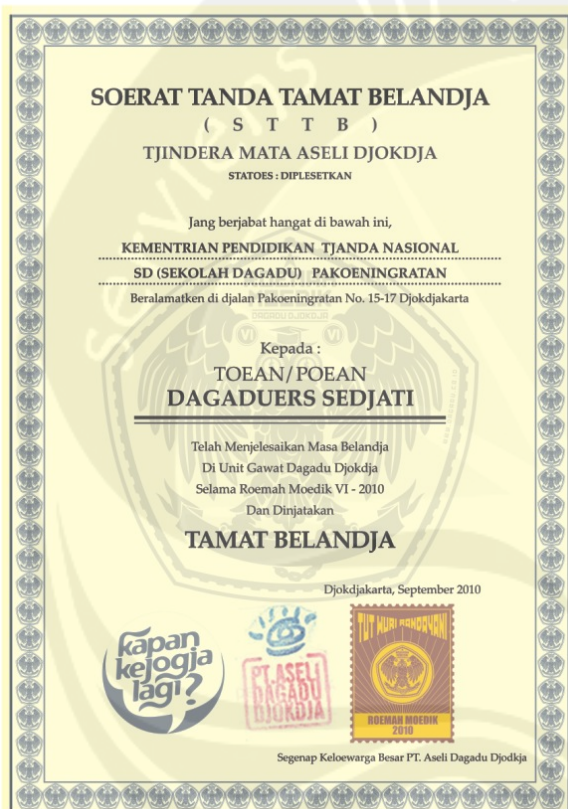 SOERAT TANDA TAMAT BELANDJA
( S T T B )
TJINDERA MATA ASELI DJOKDJA
STATOES : DIPLESETKAN
Jang berjabat hangat di bawah ini,
KEMENTRIAN PENDIDIKAN TJANDA NASIONAL
SD (SEKOLAH DAGADU) PAKOENINGRATAN
Beralamatken di djalan Pakoeningratan No. 15-17 Djokdjakarta
Kepada :
TOEAN/POEAN
DAGADUERS SEDJATI
Telah Menjelesaikan Masa Belandja
Di Unit Gawat Dagadu Djokdja
Selama Roemah Moedik VI - 2010
Dan Dinjatakan
TAMAT BELANDJA
Djokdjakarta, September 2010
kapan
kejogja
lagi?
PT.ASELI
DAGADU
DJOKDJA
TUT WURI HANDAYANI
ROEMAH MOEDIK
2010
Segenap Keloewarga Besar PT. Aseli Dagadu Djodkja